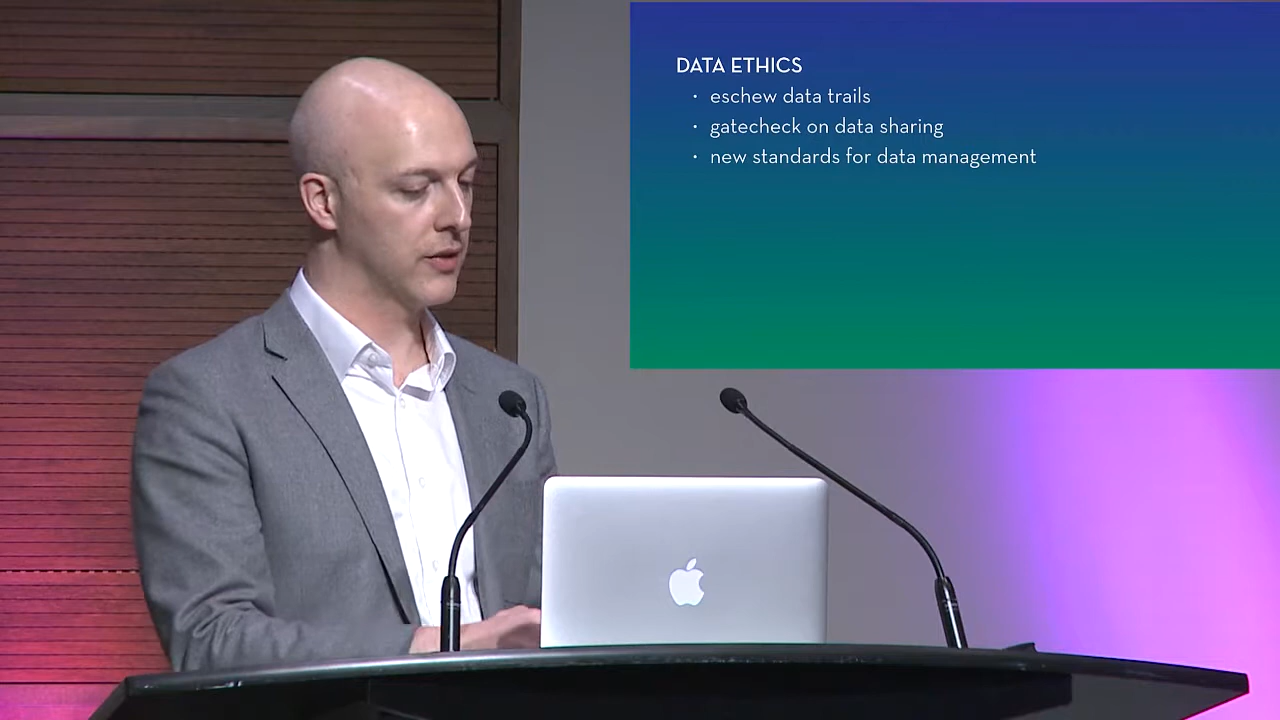 DATA ETHICS
· eschew data trails
· gatecheck on data sharing
· new standards for data management